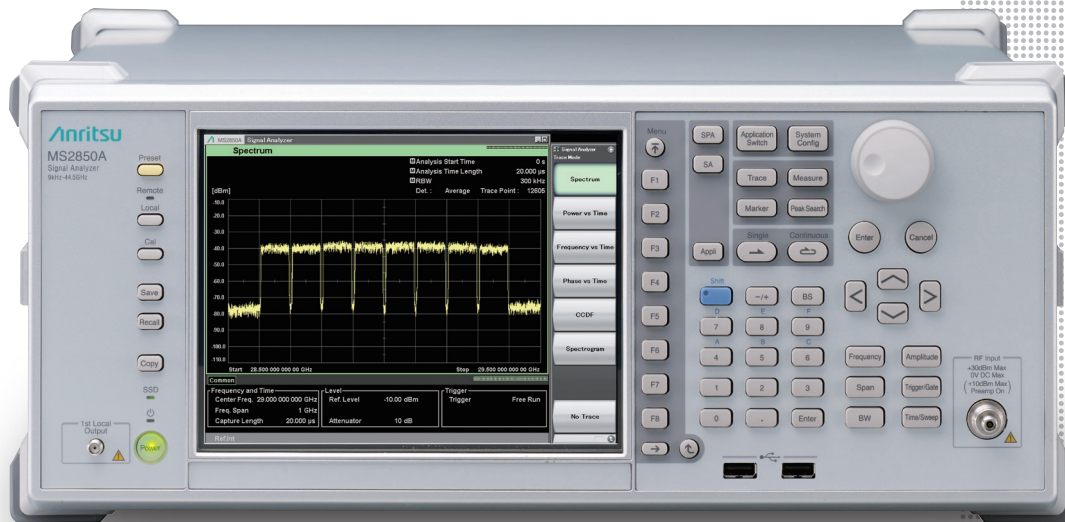 Anritsu
MS2850A
Signal Analyzer
9kHz-44.5GHz
Preset
Remote
Local
Cal
Save
Recall
Copy
SSD
Power
1st Local
Output
MS2850A Signal Analyzer
Spectrum
Analysis Start Time 0 s
Analysis Time Length 20.000 µs
RBW 300 kHz
Det. : Average Trace Point : 12605
[dBm]
-10.0
-20.0
-30.0
-40.0
-50.0
-60.0
-70.0
-80.0
-90.0
-100.0
-110.0
Start 28.500 000 000 00 GHz Stop 29.500 000 000 00 GHz
Common
Frequency and Time
Center Freq. 29.000 000 000 GHz
Freq. Span 1 GHz
Capture Length 20.000 µs
Level
Ref. Level -10.00 dBm
Attenuator 10 dB
Trigger
Trigger Free Run
Ref.Int
Signal Analyzer
Trace Mode
Spectrum
Power vs Time
Frequency vs Time
Phase vs Time
CCDF
Spectrogram
No Trace
Menu
F1
F2
F3
F4
F5
F6
F7
F8
SPA
SA
Appli
Application
Switch
System
Config
Trace
Measure
Marker
Peak Search
Single
Continuous
Enter
Cancel
Shift
-/+
BS
D
E
F
7
8
9
A
B
C
4
5
6
1
2
3
0
.
Enter
Frequency
Amplitude
Span
Trigger/Gate
BW
Time/Sweep
RF Input
+30dBm Max
0V DC Max
(+10dBm Max)
Preamp On